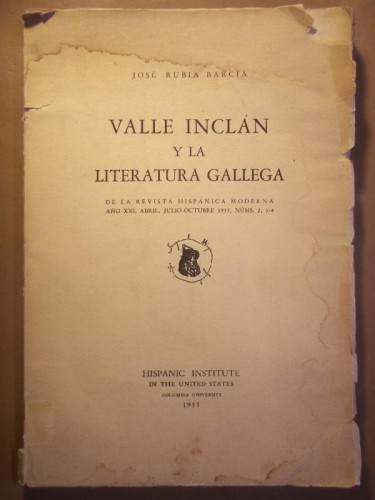 JOSÉ RUBIA BARCIA
VALLE INCLÁN
Y LA
LITERATURA GALLEGA
DE LA REVISTA HISPÁNICA MODERNA
AÑO XXI, ABRIL, JULIO-OCTUBRE 1955, NÚMS. 2, 3-4
HISPANIC INSTITUTE
IN THE UNITED STATES
COLUMBIA UNIVERSITY
1955